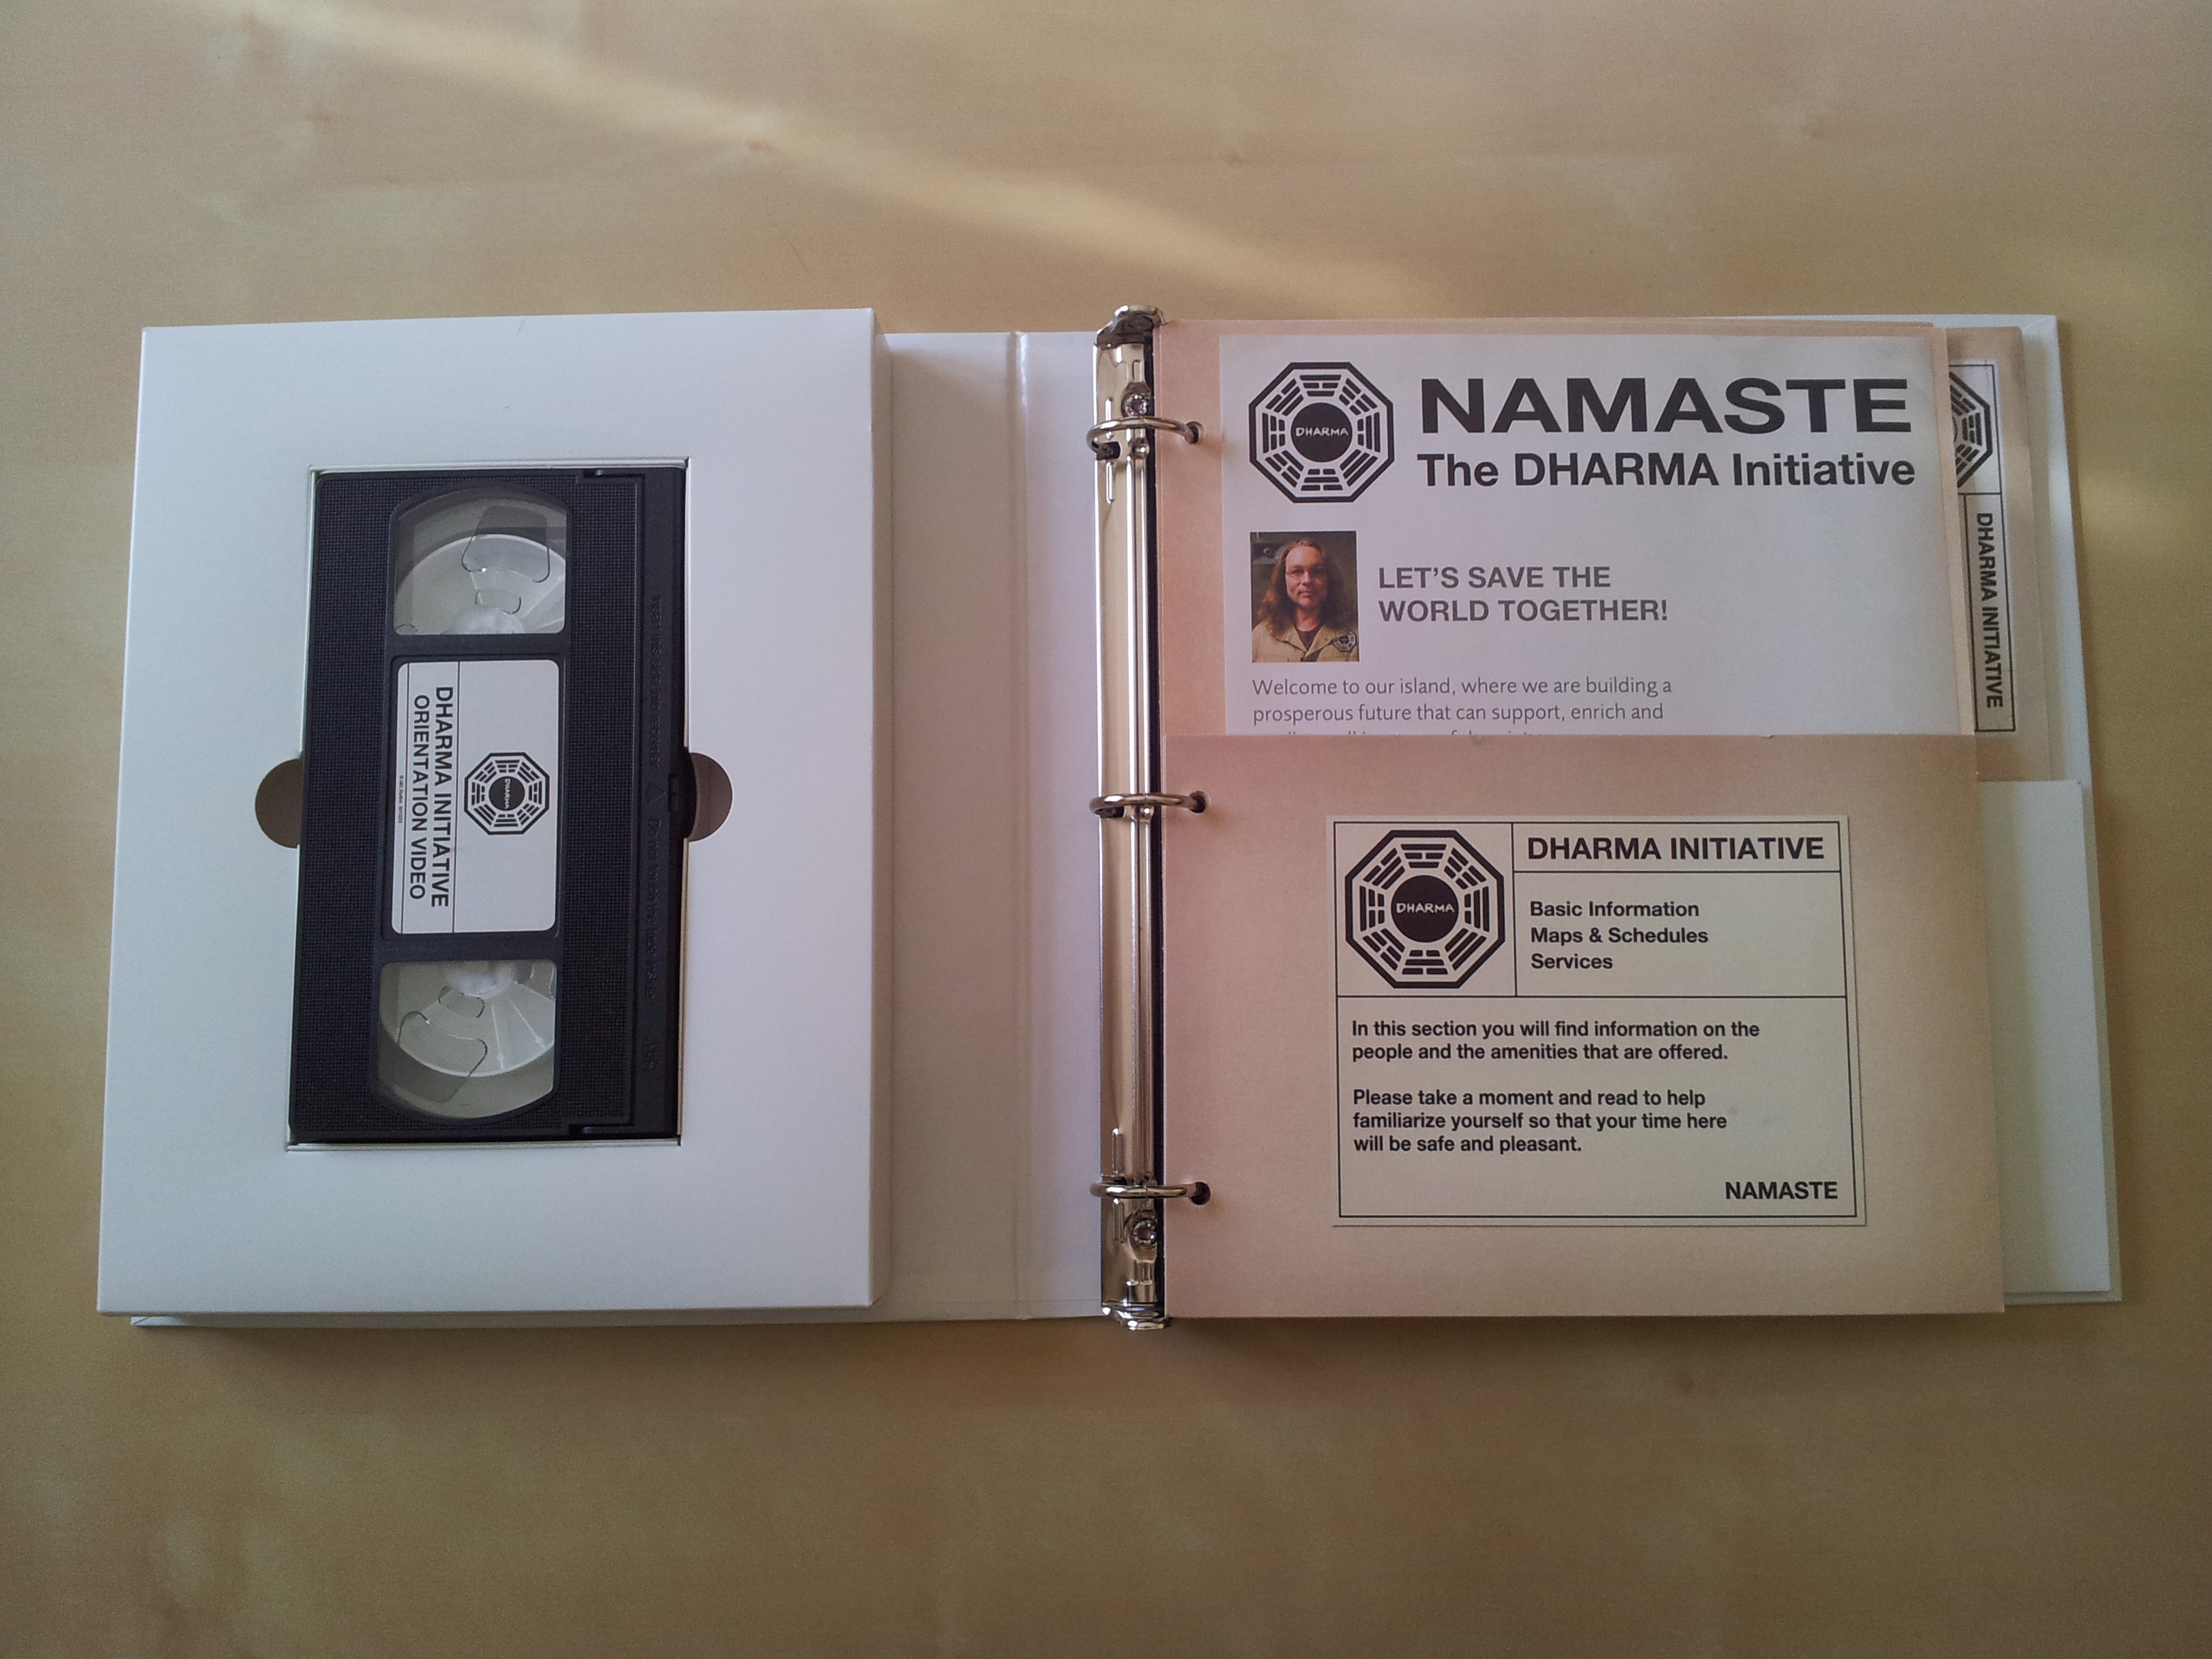 DHARMA INITIATIVE
ORIENTATION VIDEO
DHARMA
DHARMA
NAMASTE
The DHARMA Initiative
LET'S SAVE THE
WORLD TOGETHER!
Welcome to our island, where we are building a
prosperous future that can support, enrich and
DHARMA INITIATIVE
DHARMA
DHARMA INITIATIVE
Basic Information
Maps & Schedules
Services
In this section you will find information on the
people and the amenities that are offered.
Please take a moment and read to help
familiarize yourself so that your time here
will be safe and pleasant.
NAMASTE